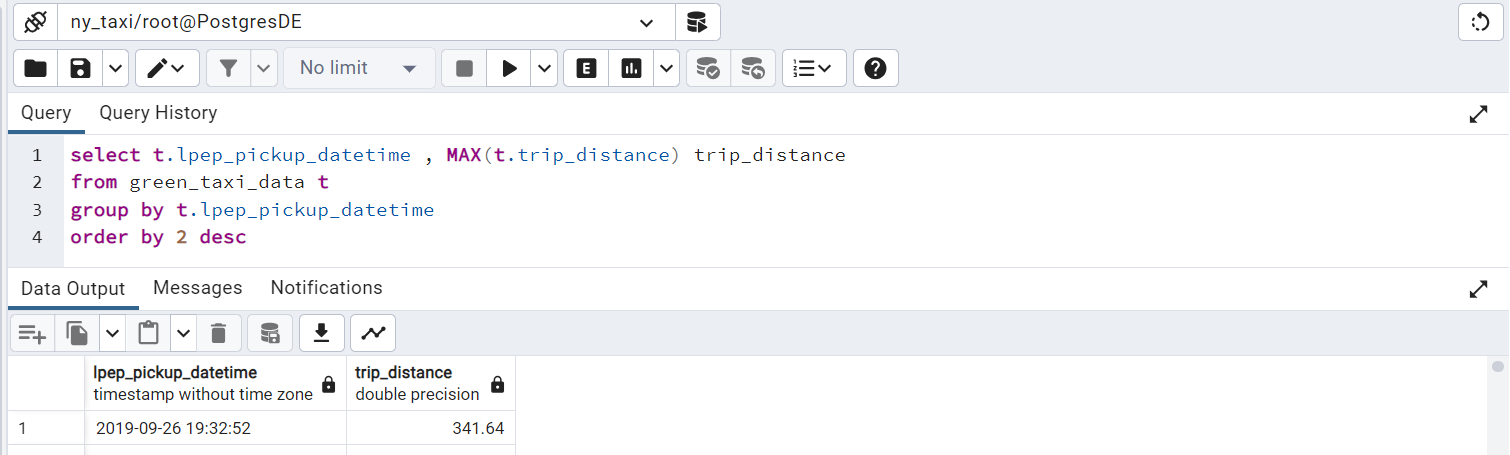 ny_taxi/root@PostgresDE
No limit
E
Query Query History
1 select t.lpep_pickup_datetime , MAX(t.trip_distance) trip_distance
2 from green_taxi_data t
3 group by t.lpep_pickup_datetime
4 order by 2 desc
Data Output Messages Notifications
lpep_pickup_datetime trip_distance
timestamp without time zone double precision
1 2019-09-26 19:32:52 341.64